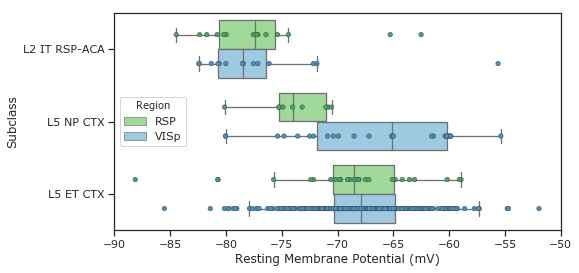 L2 IT RSP-ACA
L5 NP CTX
L5 ET CTX
Subclass
Region
RSP
VISp
−90 −85 −80 −75 −70 −65 −60 −55 −50
Resting Membrane Potential (mV)